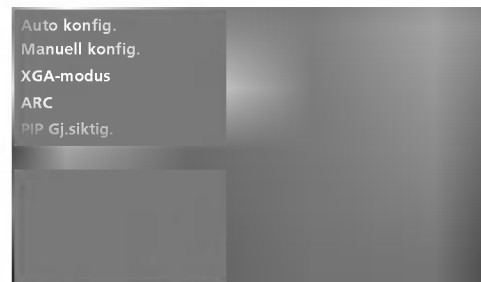 Auto konfig.
Manuell konfig.
XGA-modus
ARC
PIP Gj.siktig.